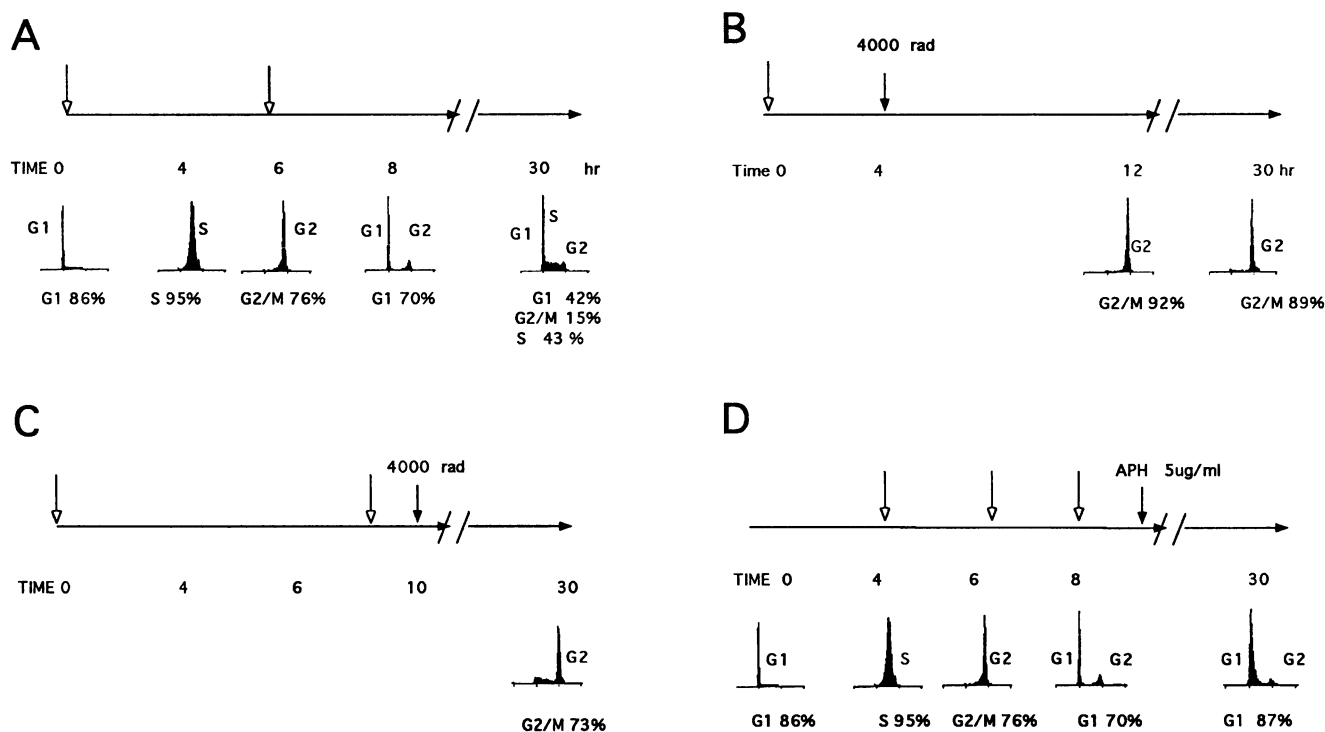 A
TIME 0 4 6 8 30 hr
G1 S G2 G1 G2 G1 S G2
G1 86% S 95% G2/M 76% G1 70% G1 42%
G2/M 15%
S 43 %
B
4000 rad
Time 0 4 12 30 hr
G2 G2
G2/M 92% G2/M 89%
C
4000 rad
TIME 0 4 6 10 30
G2
G2/M 73%
D
APH 5ug/ml
TIME 0 4 6 8 30
G1 S G2 G1 G2 G1 G2
G1 86% S 95% G2/M 76% G1 70% G1 87%